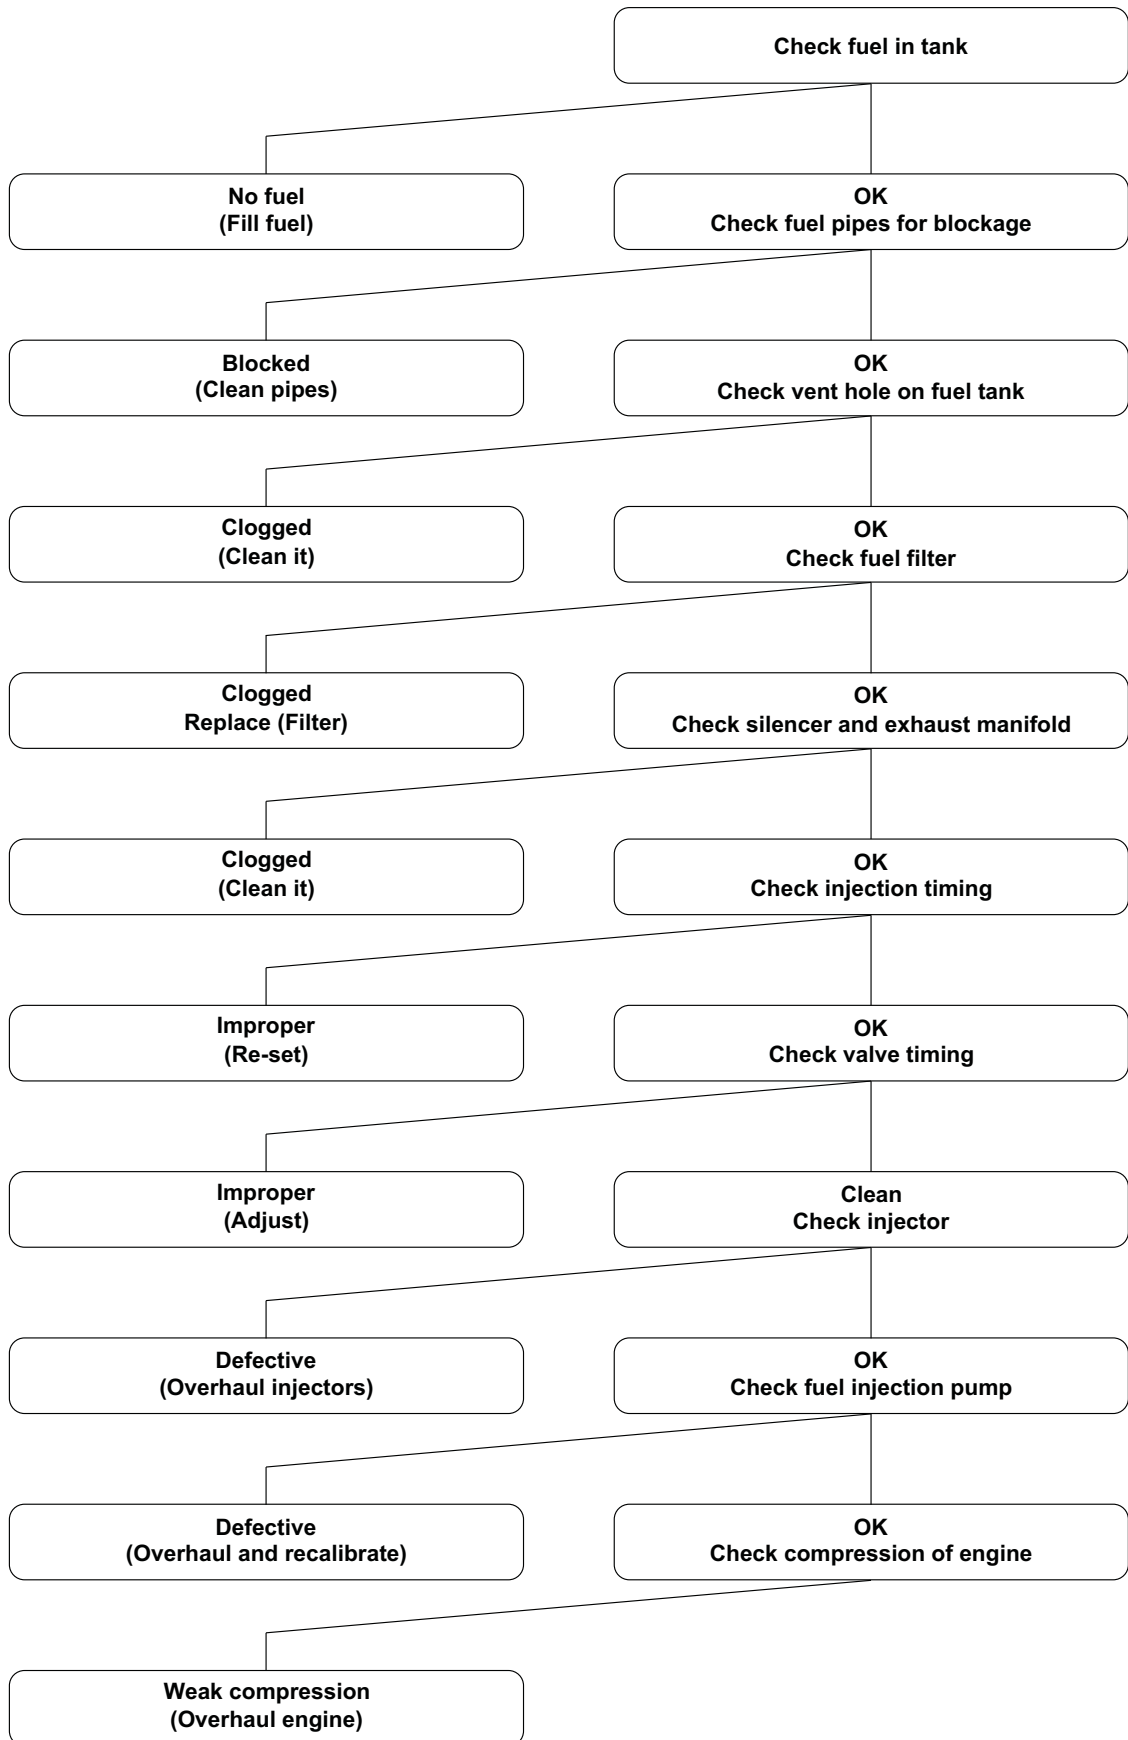 Check fuel in tank
No fuel
(Fill fuel)
OK
Check fuel pipes for blockage
Blocked
(Clean pipes)
OK
Check vent hole on fuel tank
Clogged
(Clean it)
OK
Check fuel filter
Clogged
Replace (Filter)
OK
Check silencer and exhaust manifold
Clogged
(Clean it)
OK
Check injection timing
Improper
(Re-set)
OK
Check valve timing
Improper
(Adjust)
Clean
Check injector
Defective
(Overhaul injectors)
OK
Check fuel injection pump
Defective
(Overhaul and recalibrate)
OK
Check compression of engine
Weak compression
(Overhaul engine)